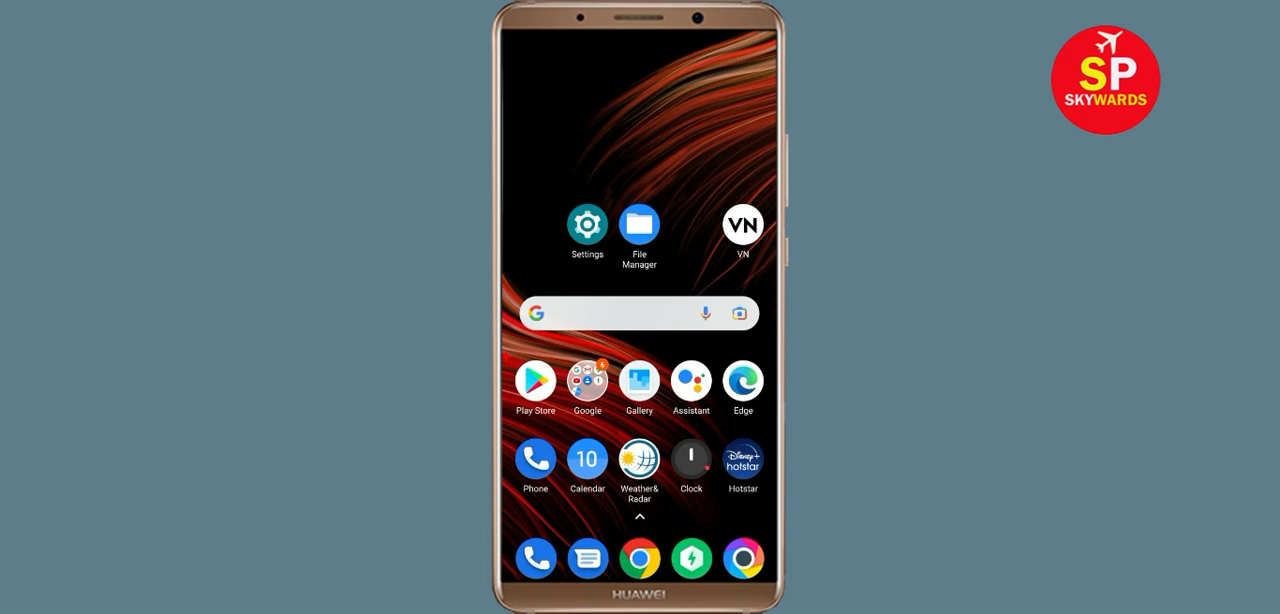 SP
SKYWARDS
Settings
File
Manager
VN
VN
Play Store
Google
Gallery
Assistant
Edge
6
10
Disney+
hotstar
Phone
Calendar
Weather&
Radar
Clock
Hotstar
HUAWEI